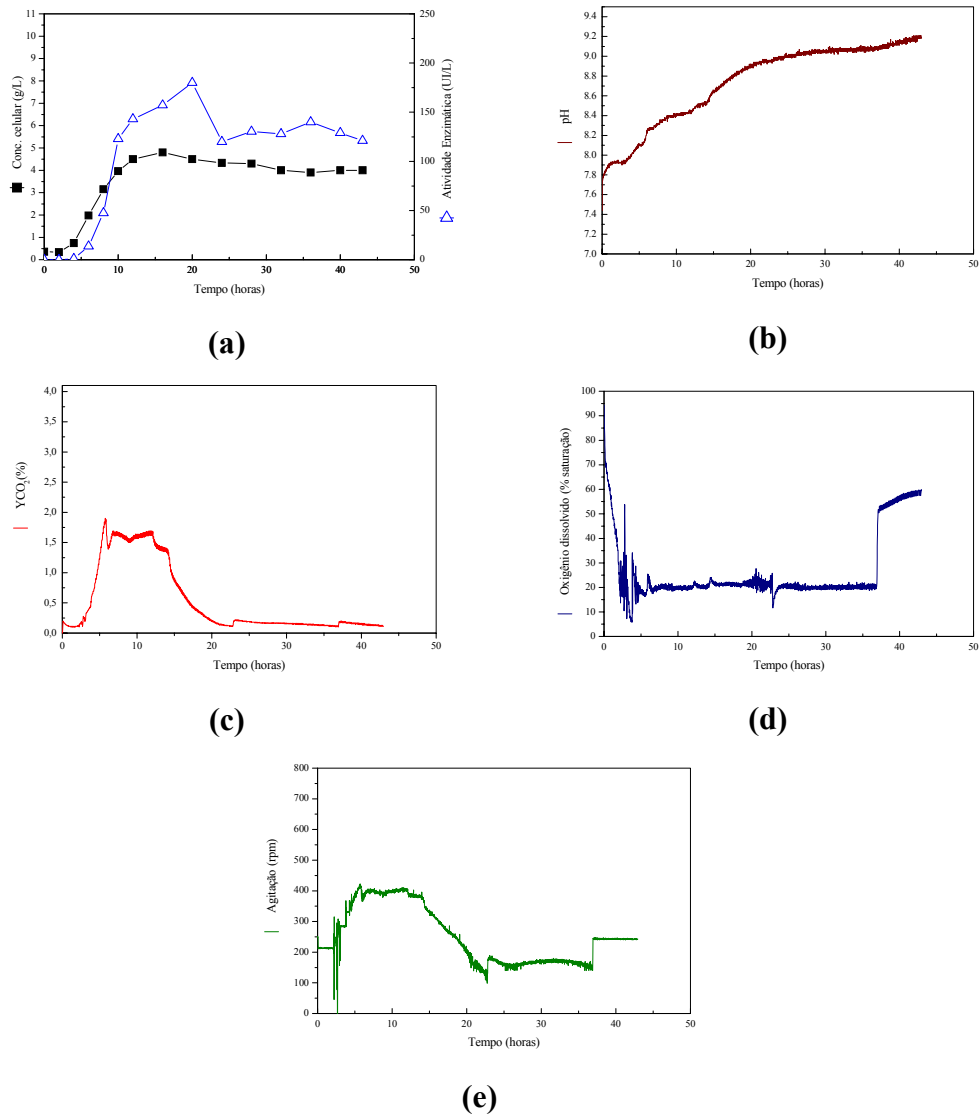 11
10
9
8
7
6
5
4
3
2
1
0
Conc. celular (g/L)
250
200
150
100
50
0
Atividade Enzimática (UI/L)
0 10 20 30 40 50
Tempo (horas)
(a)
9.2
9.0
8.8
8.6
8.4
8.2
8.0
7.8
7.6
7.4
7.2
7.0
pH
0 10 20 30 40 50
Tempo (horas)
(b)
4,0
3,5
3,0
2,5
2,0
1,5
1,0
0,5
0,0
YCO2(%)
0 10 20 30 40 50
Tempo (horas)
(c)
100
90
80
70
60
50
40
30
20
10
0
Oxigênio dissolvido (% saturação)
0 10 20 30 40 50
Tempo (horas)
(d)
800
700
600
500
400
300
200
100
0
Agitação (rpm)
0 10 20 30 40 50
Tempo (horas)
(e)